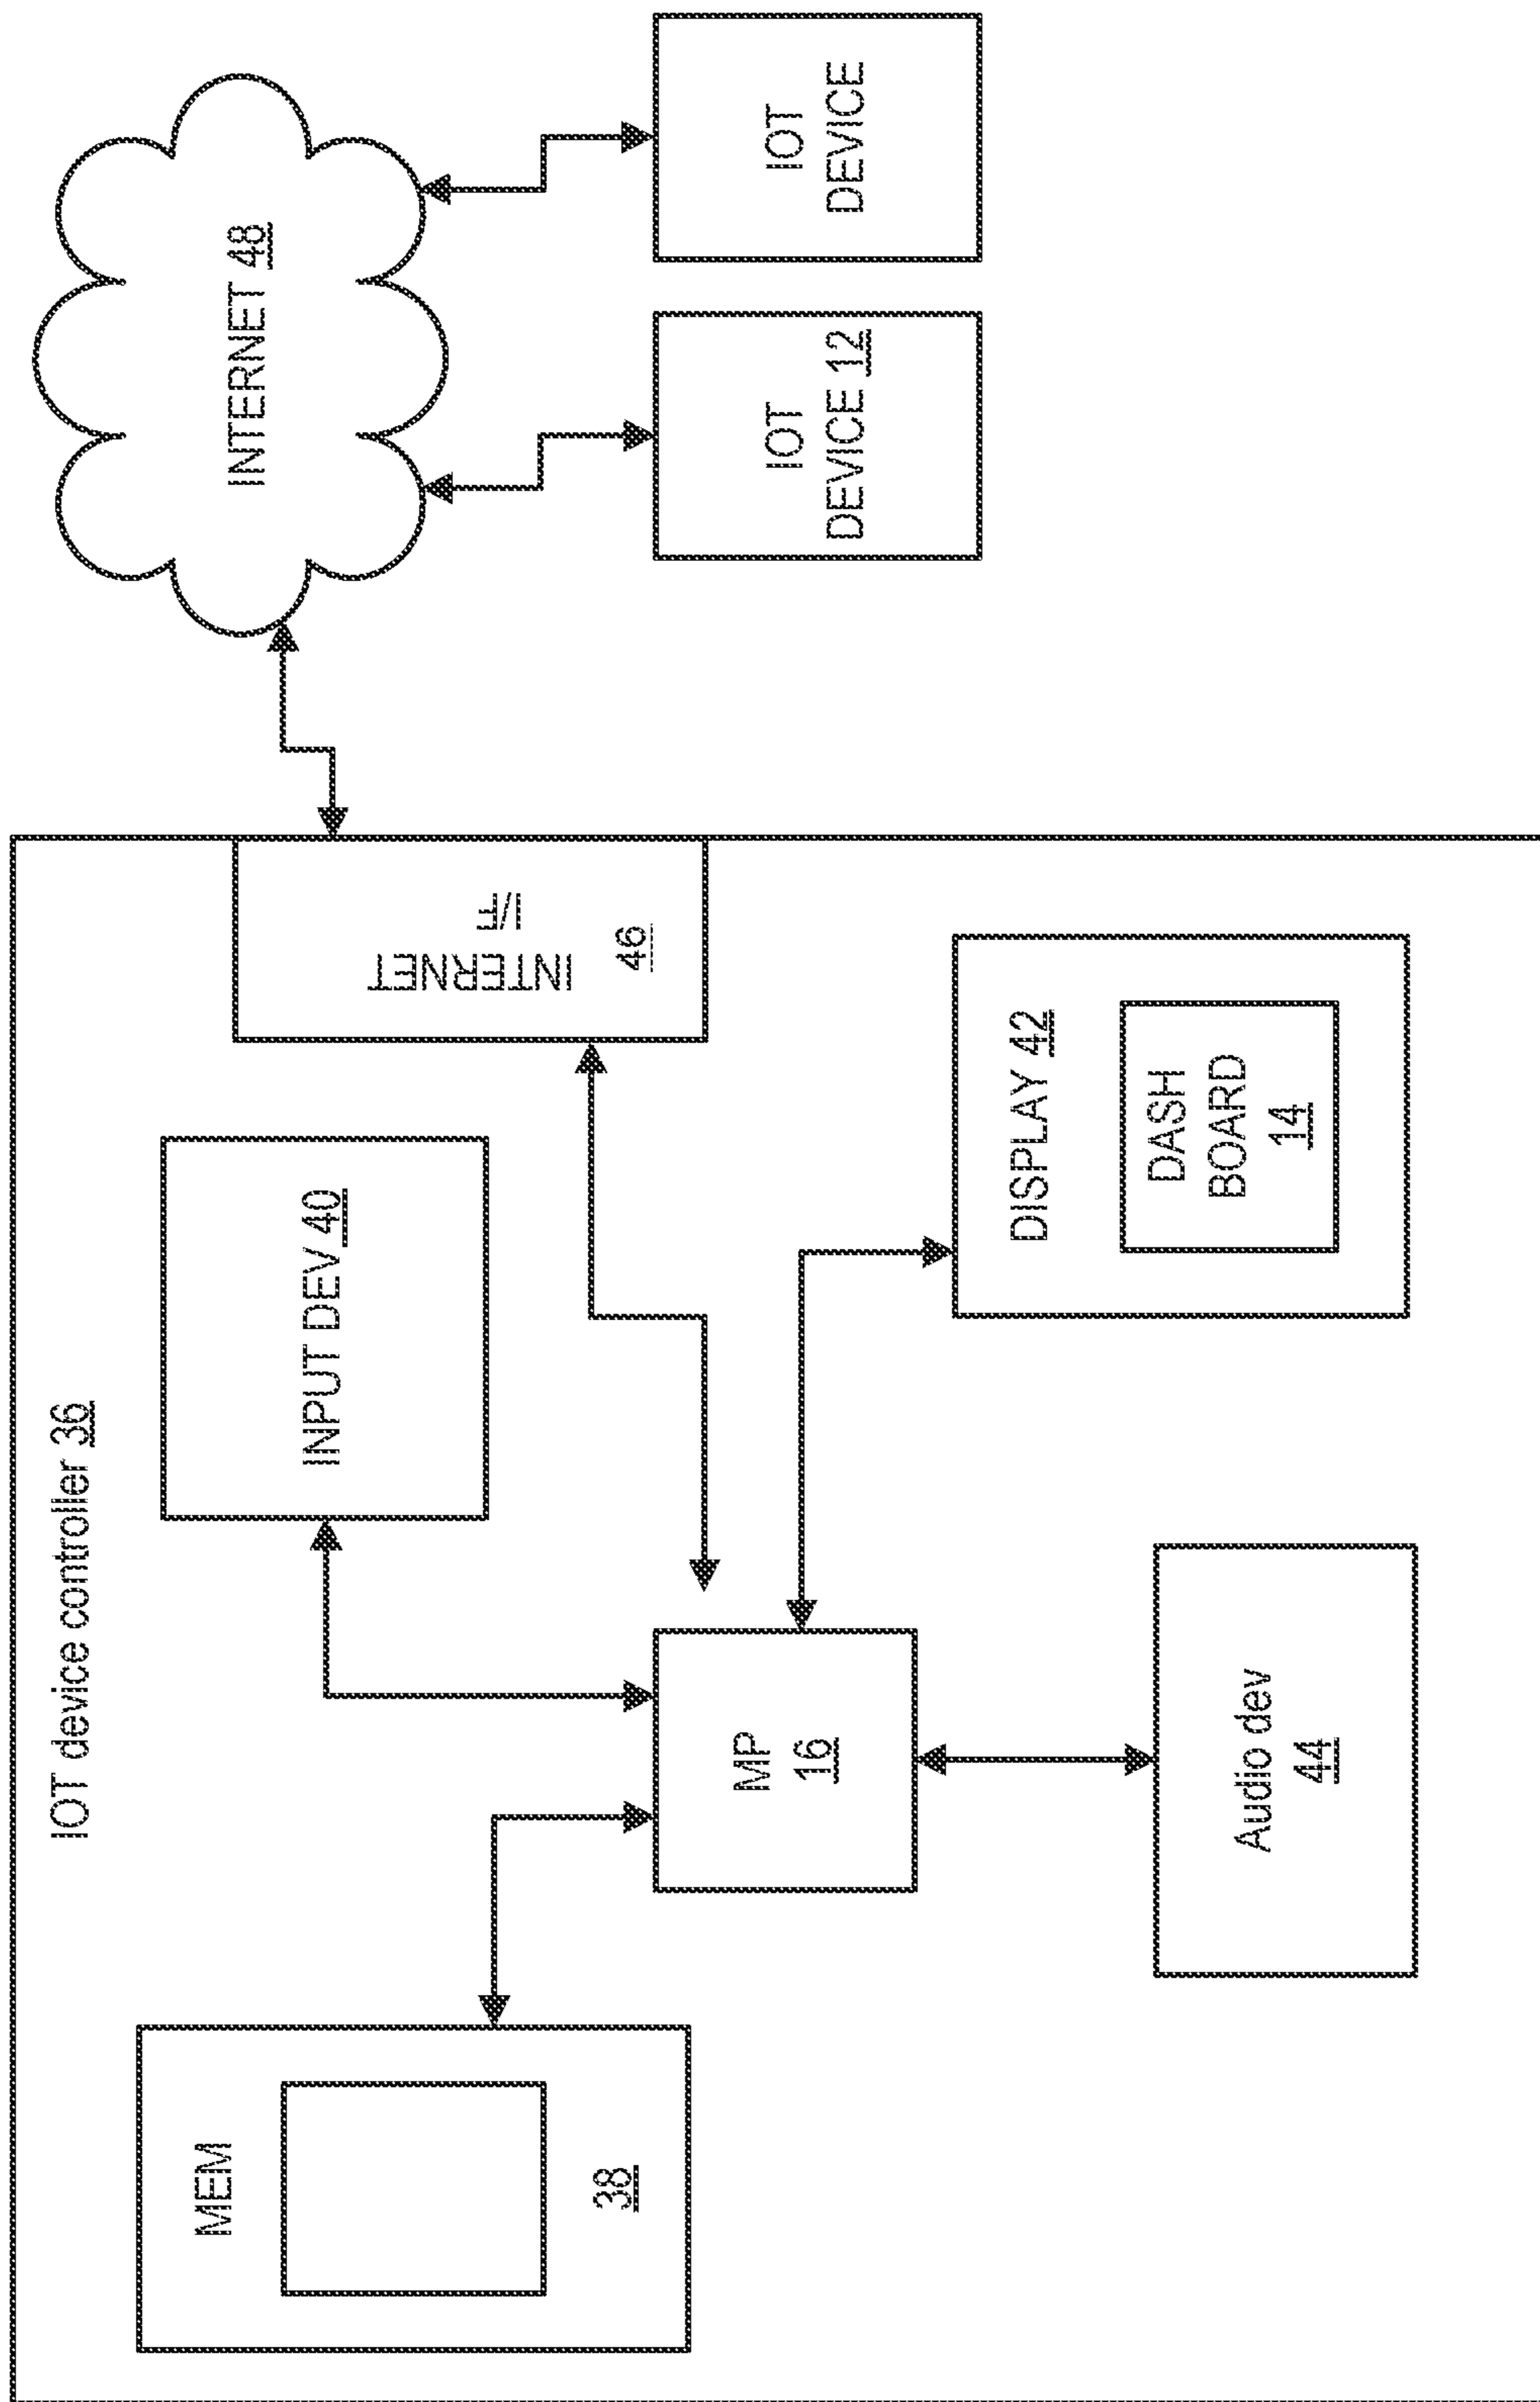 IOT device controller 36
MEM
38
INPUT DEV 40
INTERNET
I/F
46
INTERNET 48
MP
16
DISPLAY 42
DASH
BOARD
14
Audio dev
44
IOT
DEVICE 12
IOT
DEVICE